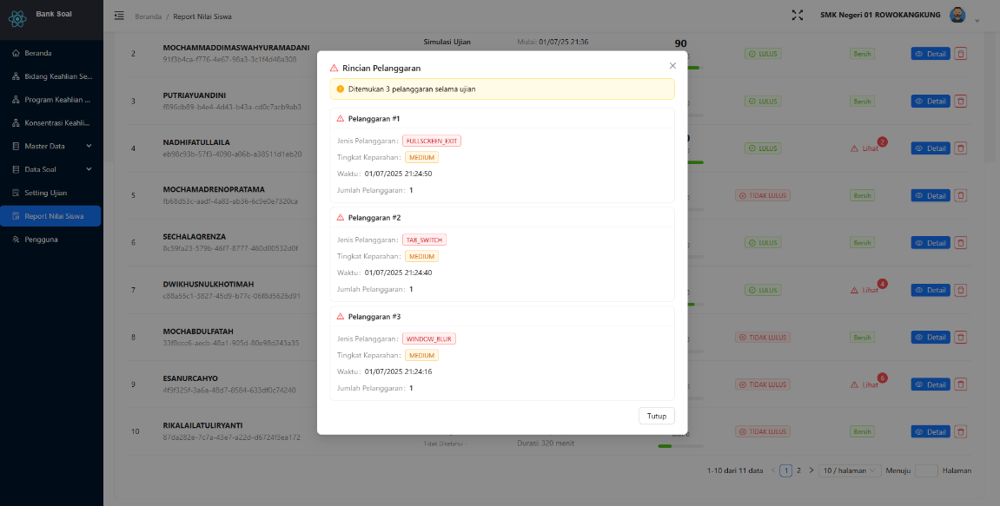 Bank Soal
Beranda
Bidang Keahlian Se...
Program Keahlian ...
Konsentrasi Keahli...
Master Data
Data Soal
Setting Ujian
Report Nilai Siswa
Pengguna
Beranda / Report Nilai Siswa
SMK Negeri 01 ROWOKANGKUNG
2 MOCHAMMADDIMASWAHYURAMADANI Simulasi Ujian Mulai: 01/07/25 21:36 90 LULUS Bersih Detail
91f3b4ca-f776-4e67-98a3-3c1f4d48a308
3 PUTRIAYUANDINI LULUS Bersih Detail
f896db89-b4e4-4d43-b43a-cd0c7acb9ab3
4 NADHIFATULLAILA LULUS Lihat 2 Detail
eb98c93b-57f3-4090-a06b-a38511d1eb20
5 MOCHAMADRENOPRATAMA TIDAK LULUS Bersih Detail
fb68d53c-aadf-4a83-ab36-6c9e0e7320ca
6 SECHALAQRENZA LULUS Bersih Detail
8c59fa23-579b-46f7-8777-460d00532d0f
7 DWIKHUSNULKHOTIMAH LULUS Lihat 4 Detail
c88a55c1-3827-45d9-b77c-06f8d5626d91
8 MOCHABDULFATAH TIDAK LULUS Bersih Detail
33f8ccc6-aecb-48a1-905d-80e98d243a35
9 ESANURCAHYO TIDAK LULUS Lihat 6 Detail
4f9f325f-3a6a-48d7-8584-633df0c74240
10 RIKALAILATULIRYANTI TIDAK LULUS Bersih Detail
87da282e-7c7a-43e7-a22d-d6724f3ea172
Tidak Diketahui -
Durasi: 320 menit
Rincian Pelanggaran
Ditemukan 3 pelanggaran selama ujian
Pelanggaran #1
Jenis Pelanggaran: FULLSCREEN_EXIT
Tingkat Keparahan: MEDIUM
Waktu: 01/07/2025 21:24:50
Jumlah Pelanggaran: 1
Pelanggaran #2
Jenis Pelanggaran: TAB_SWITCH
Tingkat Keparahan: MEDIUM
Waktu: 01/07/2025 21:24:40
Jumlah Pelanggaran: 1
Pelanggaran #3
Jenis Pelanggaran: WINDOW_BLUR
Tingkat Keparahan: MEDIUM
Waktu: 01/07/2025 21:24:16
Jumlah Pelanggaran: 1
Tutup
1-10 dari 11 data 1 2 10 / halaman Menuju Halaman